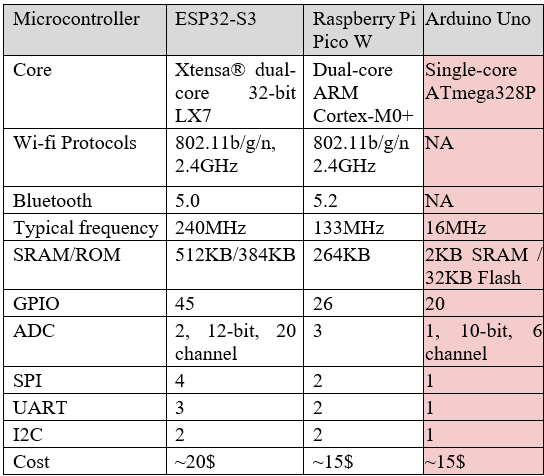 Microcontroller ESP32-S3 Raspberry Pi Arduino Uno
Pico W
Core Xtensa® dual- Dual-core Single-core
core 32-bit ARM ATmega328P
LX7 Cortex-M0+
Wi-fi Protocols 802.11b/g/n, 802.11b/g/n NA
2.4GHz 2.4GHz
Bluetooth 5.0 5.2 NA
Typical frequency 240MHz 133MHz 16MHz
SRAM/ROM 512KB/384KB 264KB 2KB SRAM /
32KB Flash
GPIO 45 26 20
ADC 2, 12-bit, 20 3 1, 10-bit, 6
channel channel
SPI 4 2 1
UART 3 2 1
I2C 2 2 1
Cost ~20$ ~15$ ~15$